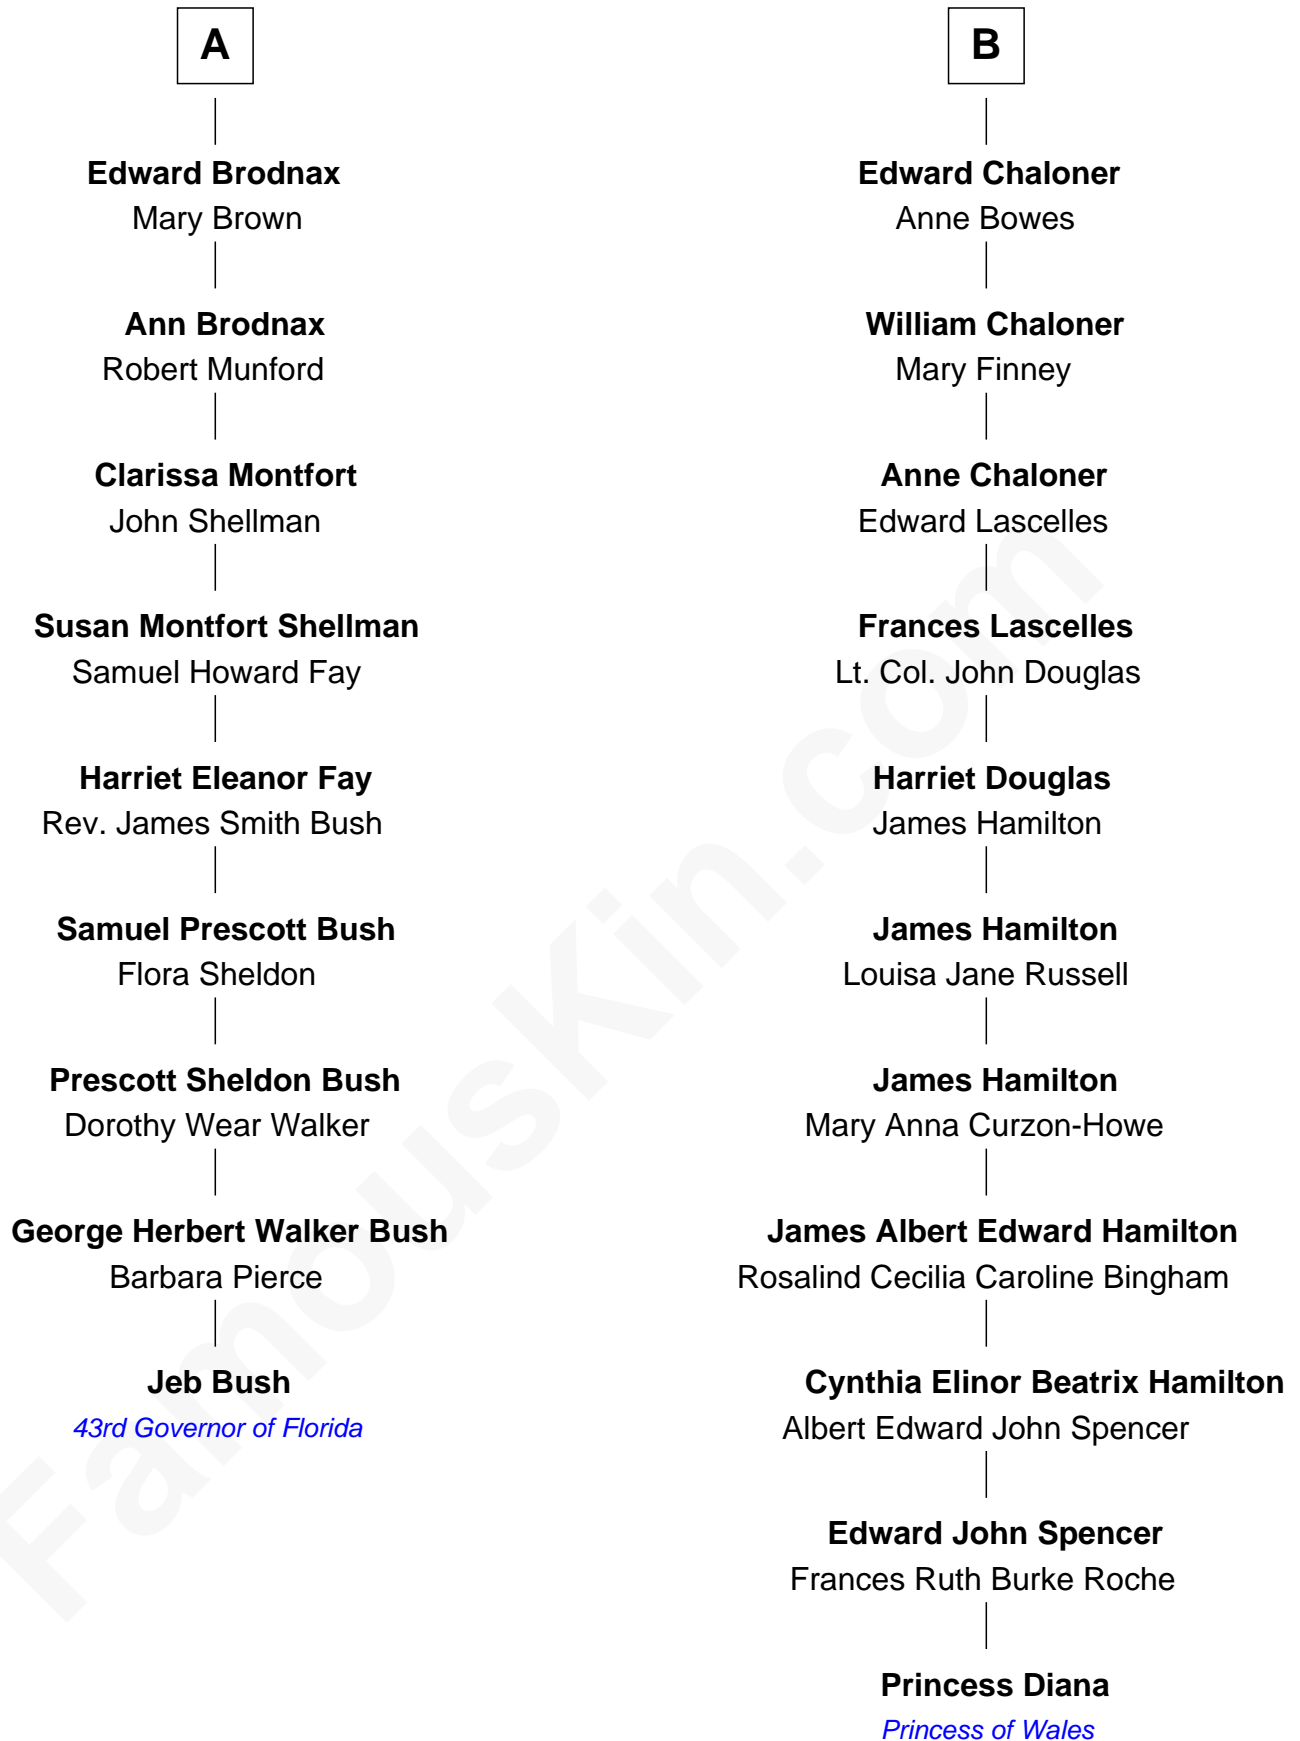 A
Edward Brodnax
Mary Brown
Ann Brodnax
Robert Munford
Clarissa Montfort
John Shellman
Susan Montfort Shellman
Samuel Howard Fay
Harriet Eleanor Fay
Rev. James Smith Bush
Samuel Prescott Bush
Flora Sheldon
Prescott Sheldon Bush
Dorothy Wear Walker
George Herbert Walker Bush
Barbara Pierce
Jeb Bush
43rd Governor of Florida
B
Edward Chaloner
Anne Bowes
William Chaloner
Mary Finney
Anne Chaloner
Edward Lascelles
Frances Lascelles
Lt. Col. John Douglas
Harriet Douglas
James Hamilton
James Hamilton
Louisa Jane Russell
James Hamilton
Mary Anna Curzon-Howe
James Albert Edward Hamilton
Rosalind Cecilia Caroline Bingham
Cynthia Elinor Beatrix Hamilton
Albert Edward John Spencer
Edward John Spencer
Frances Ruth Burke Roche
Princess Diana
Princess of Wales
FamousKin.com